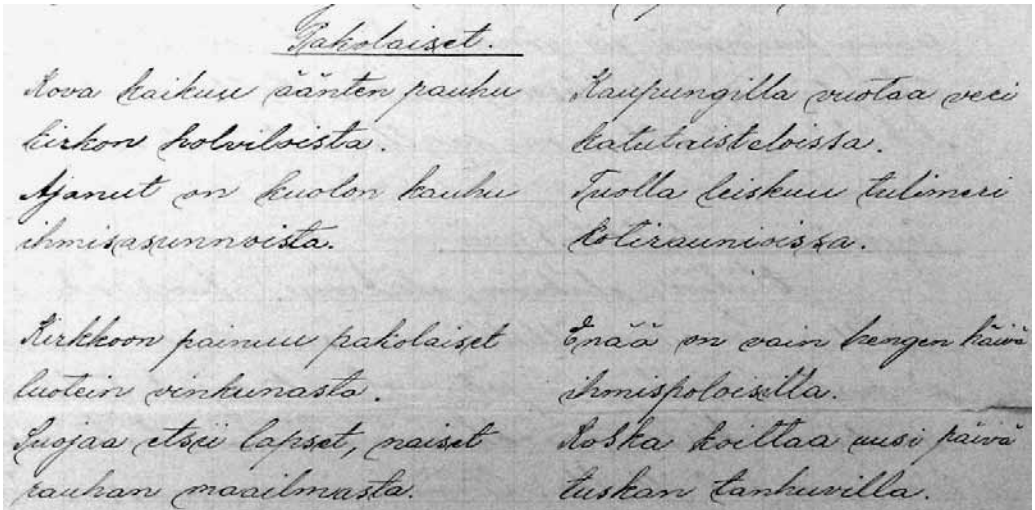 Pakolaiset.
Kova kaikuu äänten pauhu
kirkon holviloista.
Ajanut on kuolon kauhu
ihmisasunnoista.
Kirkkoon painuu pakolaiset
luotein vinkunasta.
Suojaa etsii lapset, naiset
rauhan maailmasta.
Kaupungilla vuotaa veri
katutaisteloissa.
Tuolla leiskuu tulimeri
kotiraunioissa.
Enää on vain hengen häivä
ihmispoloisilla.
Koska koittaa uusi päivä
tuskan tanhuvilla.